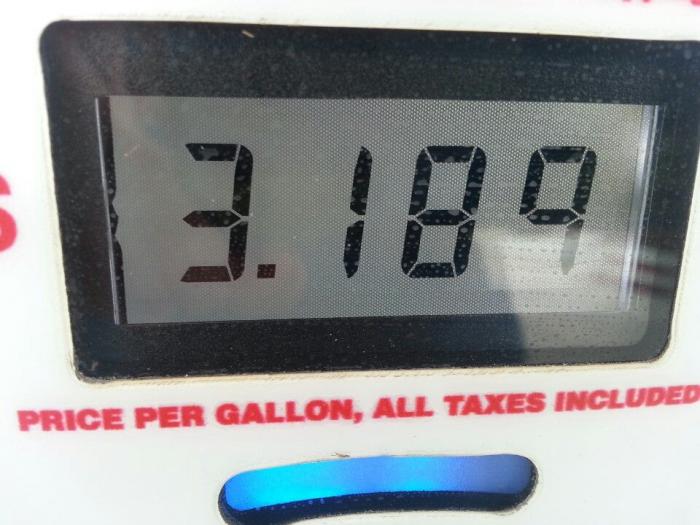 3.189
PRICE PER GALLON, ALL TAXES INCLUDED